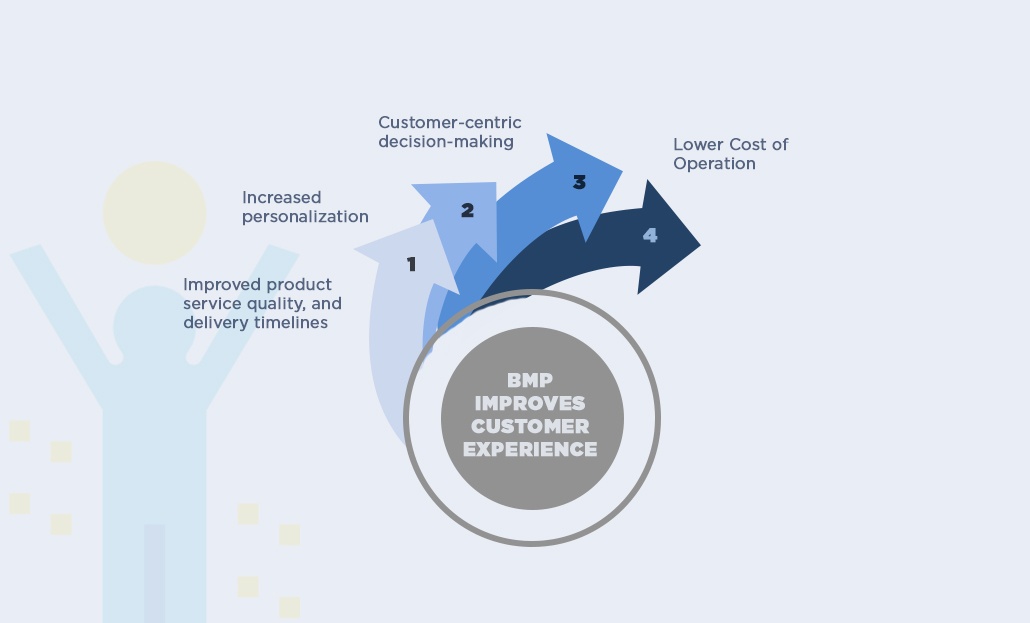 Customer-centric
decision-making
Lower Cost of
Operation
Increased
personalization
Improved product
service quality, and
delivery timelines
1
2
3
4
BMP
IMPROVES
CUSTOMER
EXPERIENCE